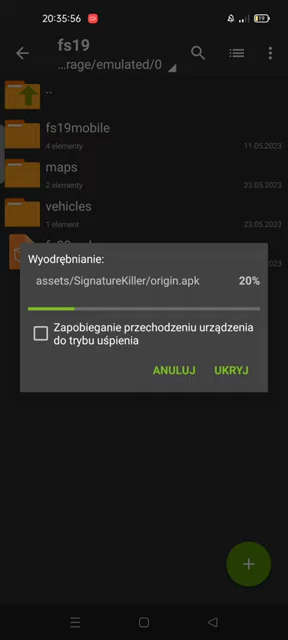 20:35:56
19
fs19
...rage/emulated/0
..
fs19mobile
4 elementy
11.05.2023
maps
2 elementy
23.05.2023
vehicles
1 element
23.05.2023
Wyodrębnianie:
assets/SignatureKiller/origin.apk
20%
Zapobieganie przechodzeniu urządzenia
do trybu uśpienia
ANULUJ
UKRYJ